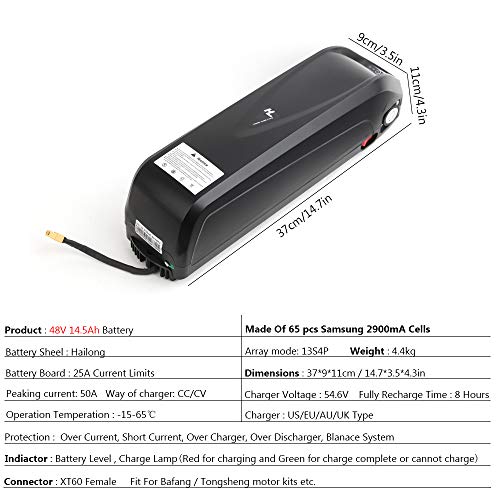 9cm/3.5in
11cm/4.3in
37cm/14.7in
HL
Product : 48V 14.5Ah Battery
Made Of 65 pcs Samsung 2900mA Cells
Battery Sheel : Hailong
Array mode: 13S4P Weight : 4.4kg
Battery Board : 25A Current Limits
Dimensions : 37*9*11cm / 14.7*3.5*4.3in
Peaking current: 50A Way of charger: CC/CV
Charger Voltage : 54.6V Fully Recharge Time : 8 Hours
Operation Temperation : -15-65℃
Charger : US/EU/AU/UK Type
Protection : Over Current, Short Current, Over Charger, Over Discharger, Blanace System
Indiactor : Battery Level , Charge Lamp(Red for charging and Green for charge complete or cannot charge)
Connector : XT60 Female Fit For Bafang / Tongsheng motor kits etc.